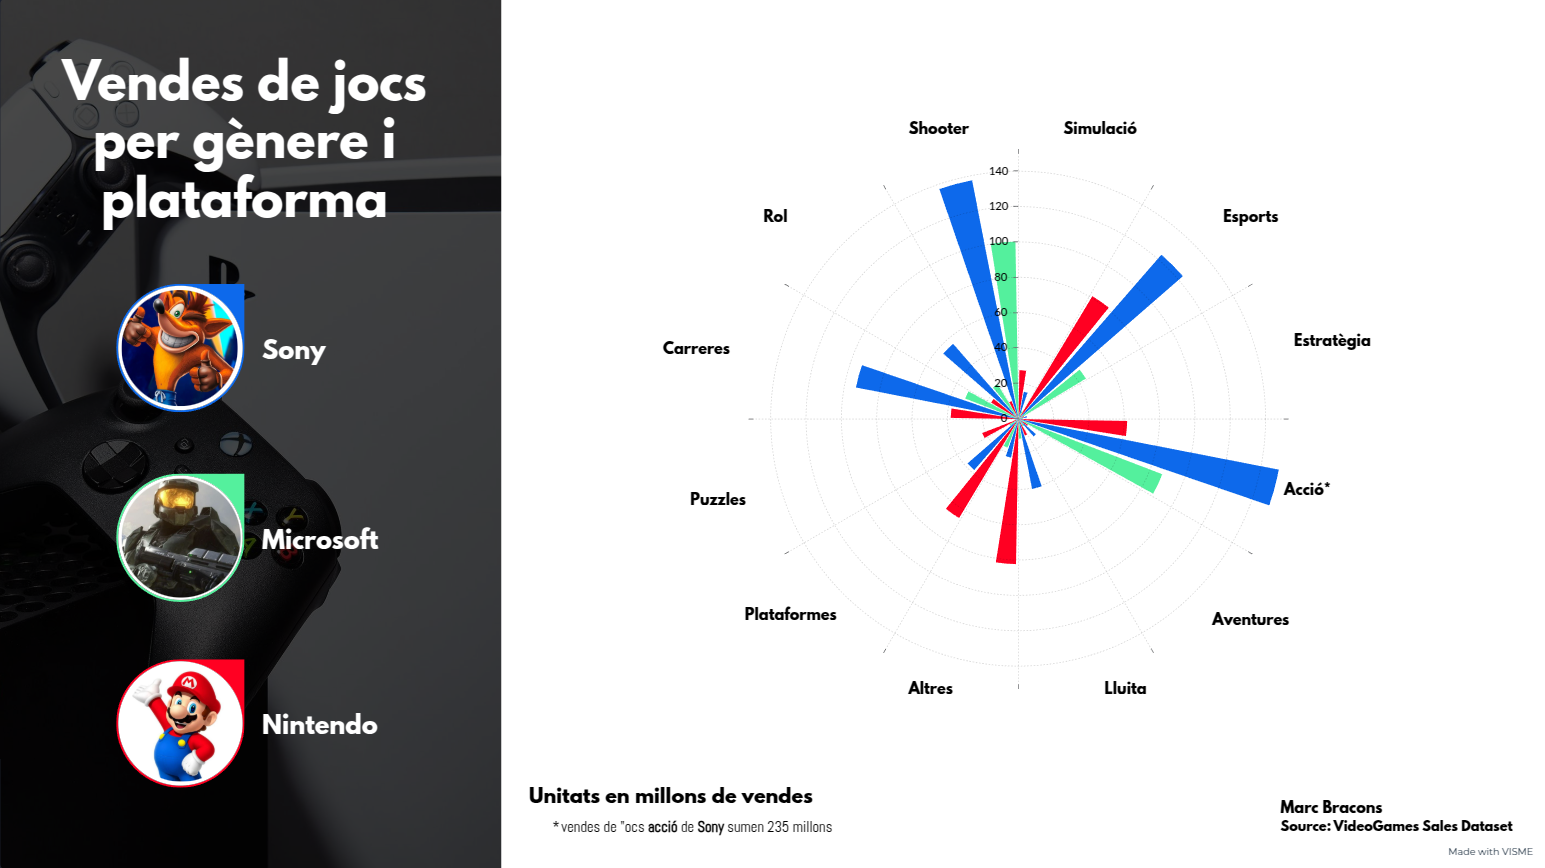 Vendes de jocs
per gènere i
plataforma
Sony
Microsoft
Nintendo
Shooter
Simulació
Rol
Esports
Carreres
Estratègia
Puzzles
Acció*
Plataformes
Aventures
Altres
Lluita
140
120
100
80
60
40
20
0
Unitats en millons de vendes
*vendes de "ocs acció de Sony sumen 235 millons
Marc Bracons
Source: VideoGames Sales Dataset
Made with VISME